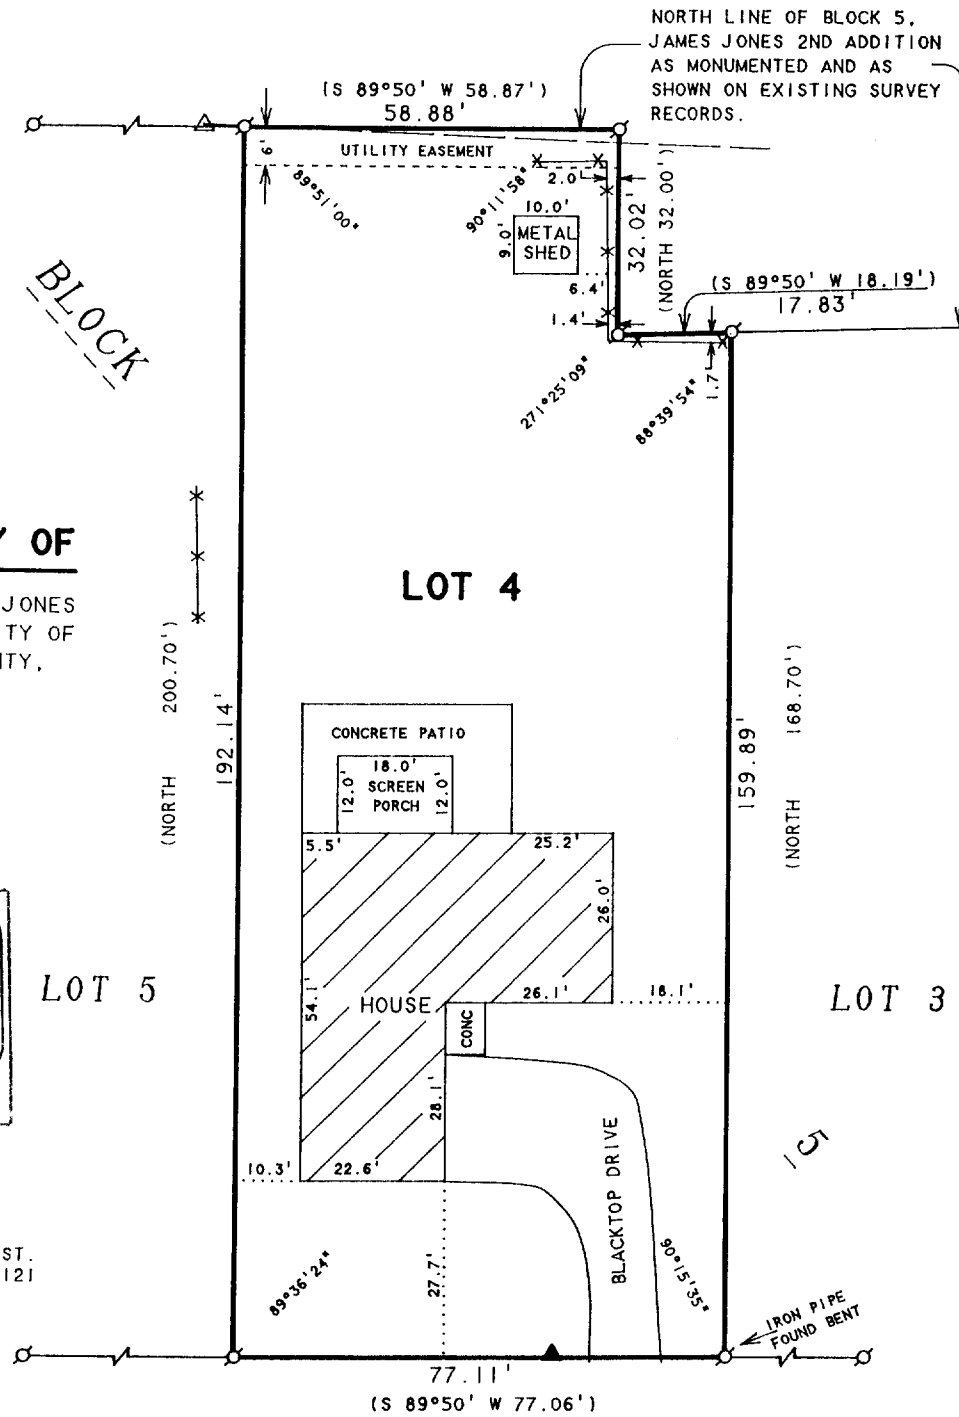 NORTH LINE OF BLOCK 5,
JAMES JONES 2ND ADDITION
AS MONUMENTED AND AS
SHOWN ON EXISTING SURVEY
RECORDS.
(S 89°50' W 58.87')
58.88'
6'
UTILITY EASEMENT
89°51'00"
90°11'58"
2.0'
10.0'
9.0'
METAL
SHED
32.02'
(NORTH 32.00')
6.4'
1.4'
(S 89°50' W 18.19')
17.83'
271°25'09"
88°39'54"
1.7'
BLOCK
Y OF
JONES
TY OF
ITY,
LOT 4
(NORTH 200.70')
192.14'
CONCRETE PATIO
18.0'
12.0'
SCREEN
PORCH
12.0'
159.89'
(NORTH 168.70')
5.5'
25.2'
26.0'
54.1'
HOUSE
26.1'
18.1'
CONC
LOT 5
LOT 3
28.1'
10.3'
22.6'
BLACKTOP DRIVE
5
ST.
121
89°36'24"
27.7'
90°15'35"
IRON PIPE
FOUND BENT
77.11'
(S 89°50' W 77.06')